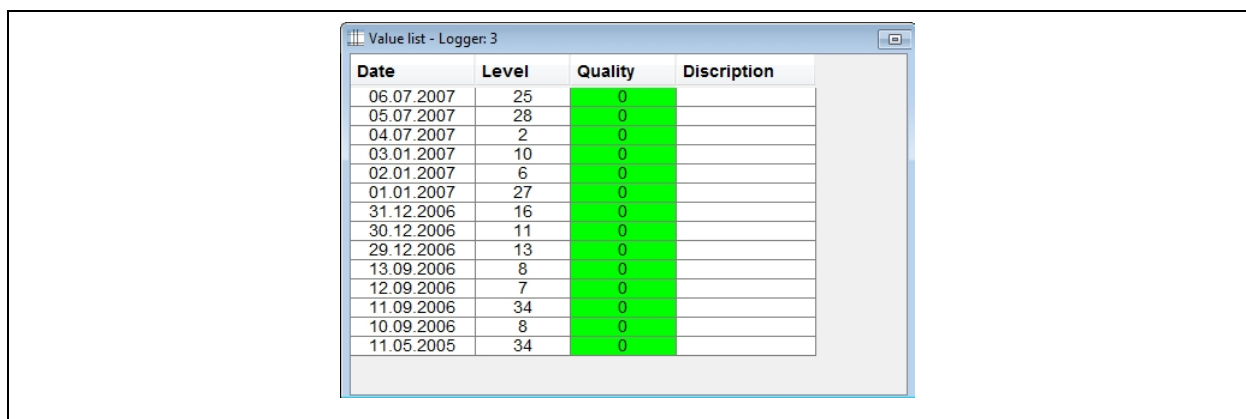 Value list - Logger: 3
Date Level Quality Discription
06.07.2007 25 0
05.07.2007 28 0
04.07.2007 2 0
03.01.2007 10 0
02.01.2007 6 0
01.01.2007 27 0
31.12.2006 16 0
30.12.2006 11 0
29.12.2006 13 0
13.09.2006 8 0
12.09.2006 7 0
11.09.2006 34 0
10.09.2006 8 0
11.05.2005 34 0